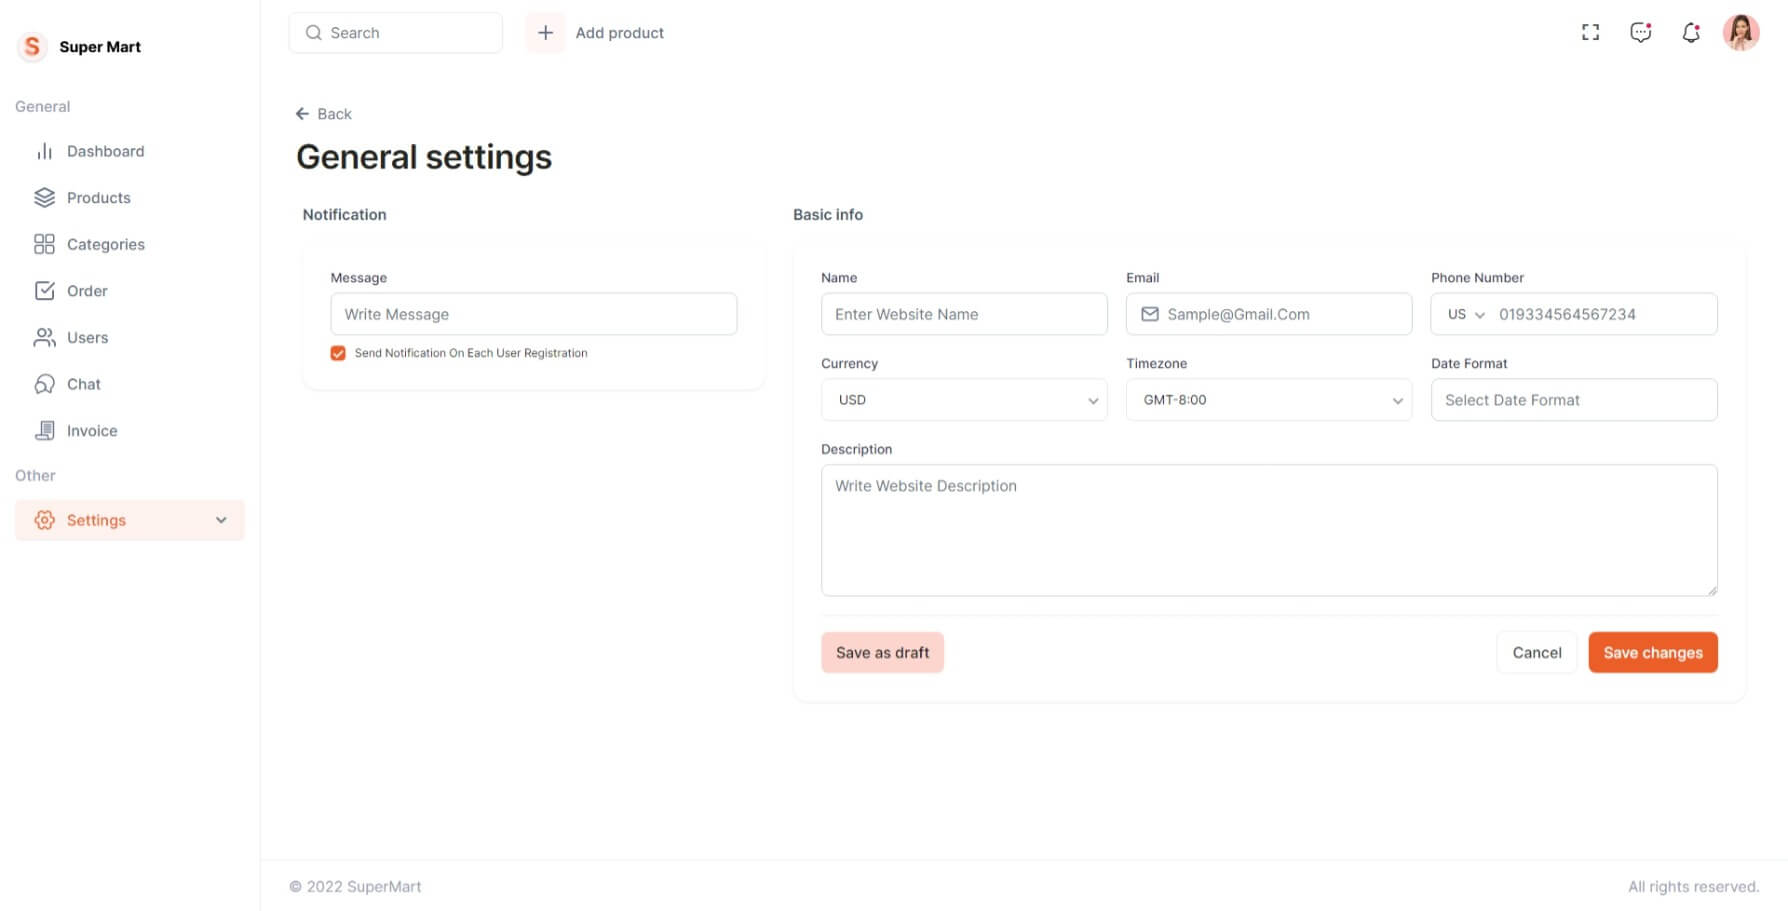 S Super Mart
Search
+ Add product
General
Dashboard
Products
Categories
Order
Users
Chat
Invoice
Other
Settings
← Back
General settings
Notification
Message
Write Message
Send Notification On Each User Registration
Basic info
Name
Enter Website Name
Email
Sample@Gmail.Com
Phone Number
US 019334564567234
Currency
USD
Timezone
GMT-8:00
Date Format
Select Date Format
Description
Write Website Description
Save as draft
Cancel
Save changes
© 2022 SuperMart
All rights reserved.